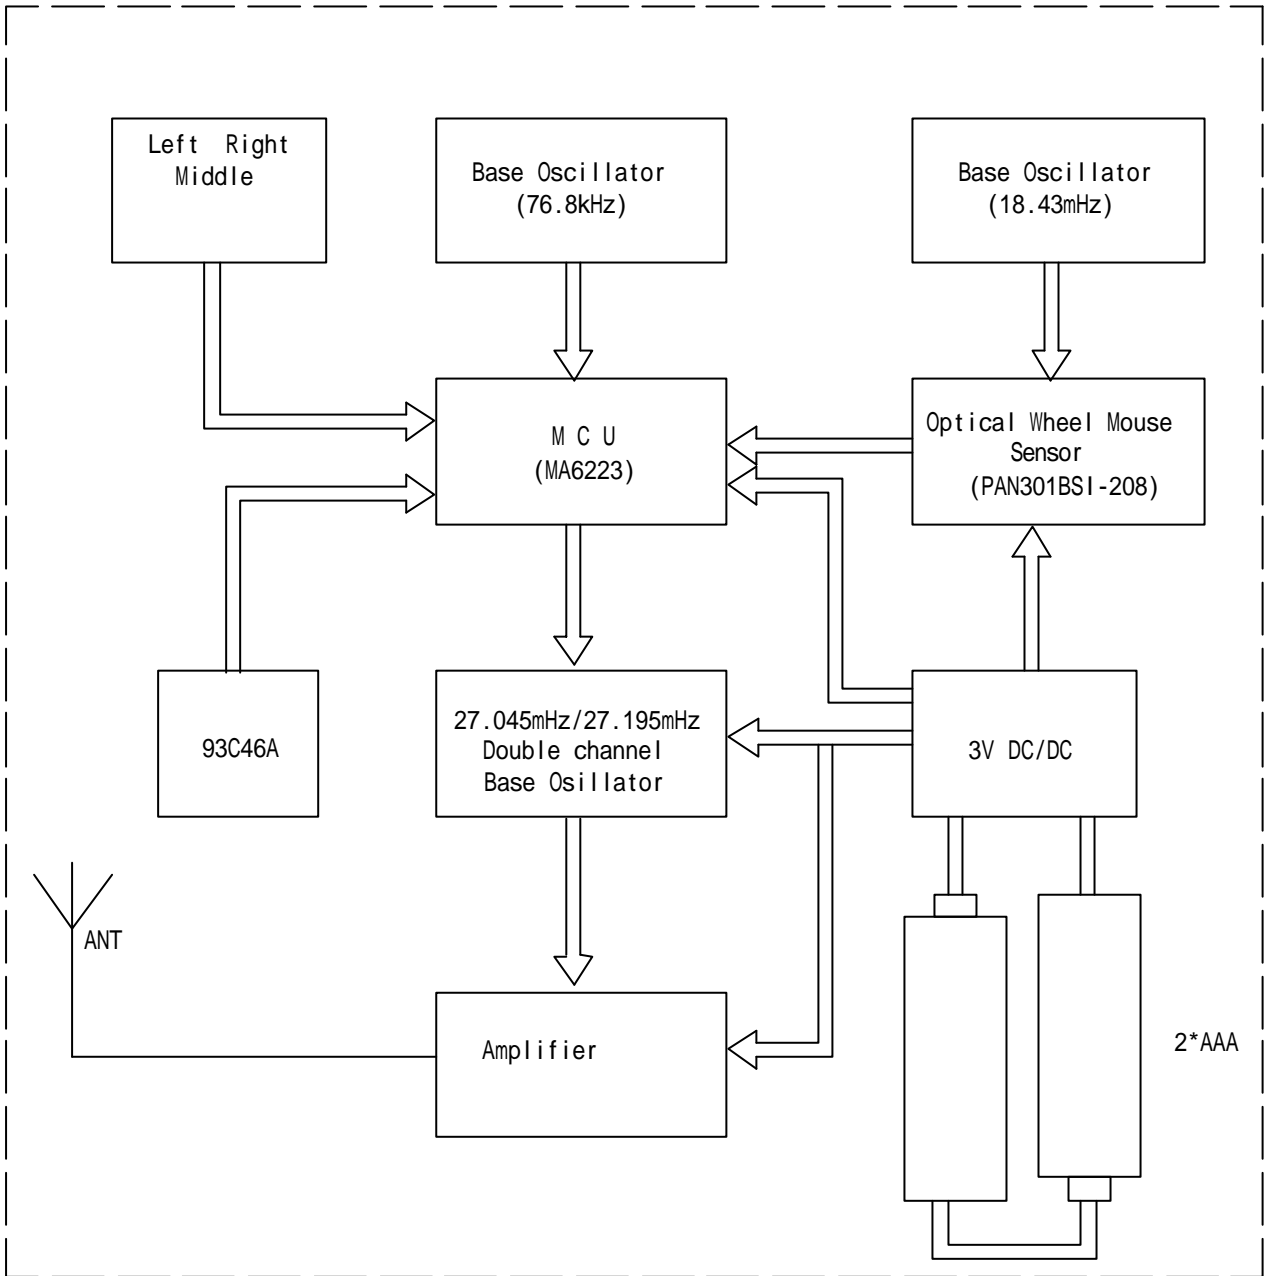 Left Right
Middle
Base Oscillator
(76.8kHz)
Base Oscillator
(18.43mHz)
M C U
(MA6223)
Optical Wheel Mouse
Sensor
(PAN301BSI-208)
93C46A
27.045mHz/27.195mHz
Double channel
Base Osillator
3V DC/DC
ANT
Amplifier
2*AAA